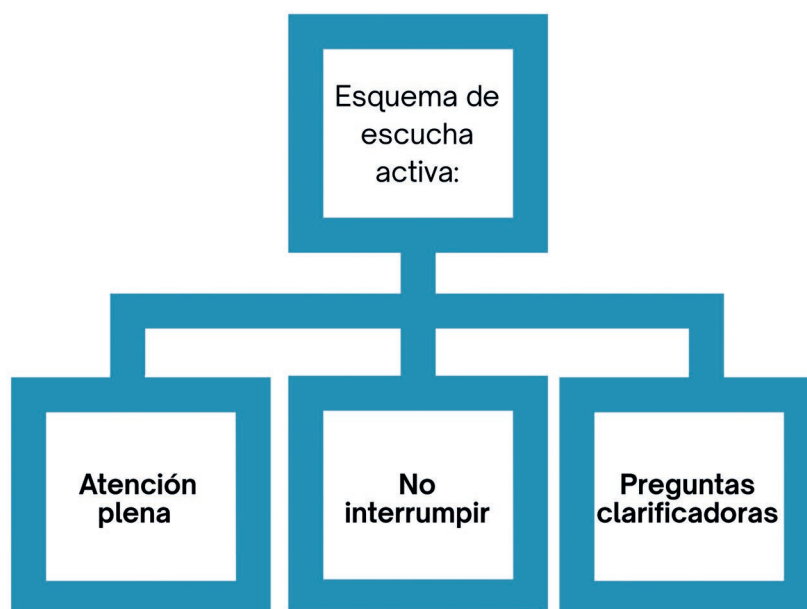 Esquema de
escucha
activa:
Atención
plena
No
interrumpir
Preguntas
clarificadoras